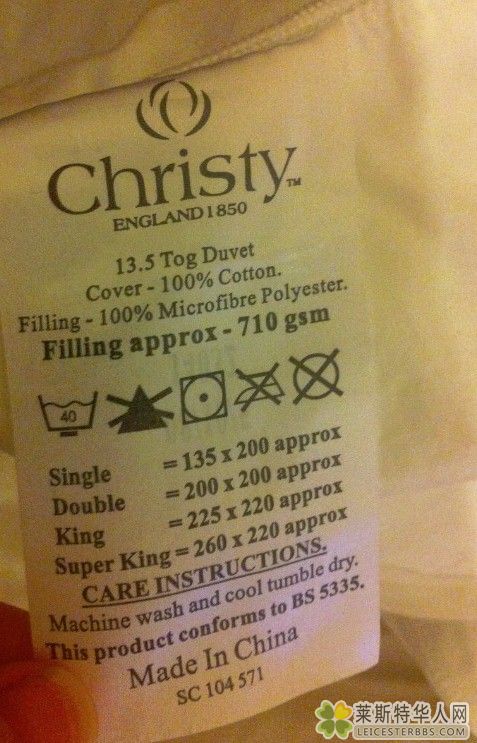 Christy™
ENGLAND 1850
13.5 Tog Duvet
Cover - 100% Cotton.
Filling - 100% Microfibre Polyester.
Filling approx - 710 gsm
40
Single = 135 x 200 approx
Double = 200 x 200 approx
King = 225 x 220 approx
Super King = 260 x 220 approx
CARE INSTRUCTIONS.
Machine wash and cool tumble dry.
This product conforms to BS 5335.
Made In China
SC 104 571
莱斯特华人网
LEICESTERBBS.COM